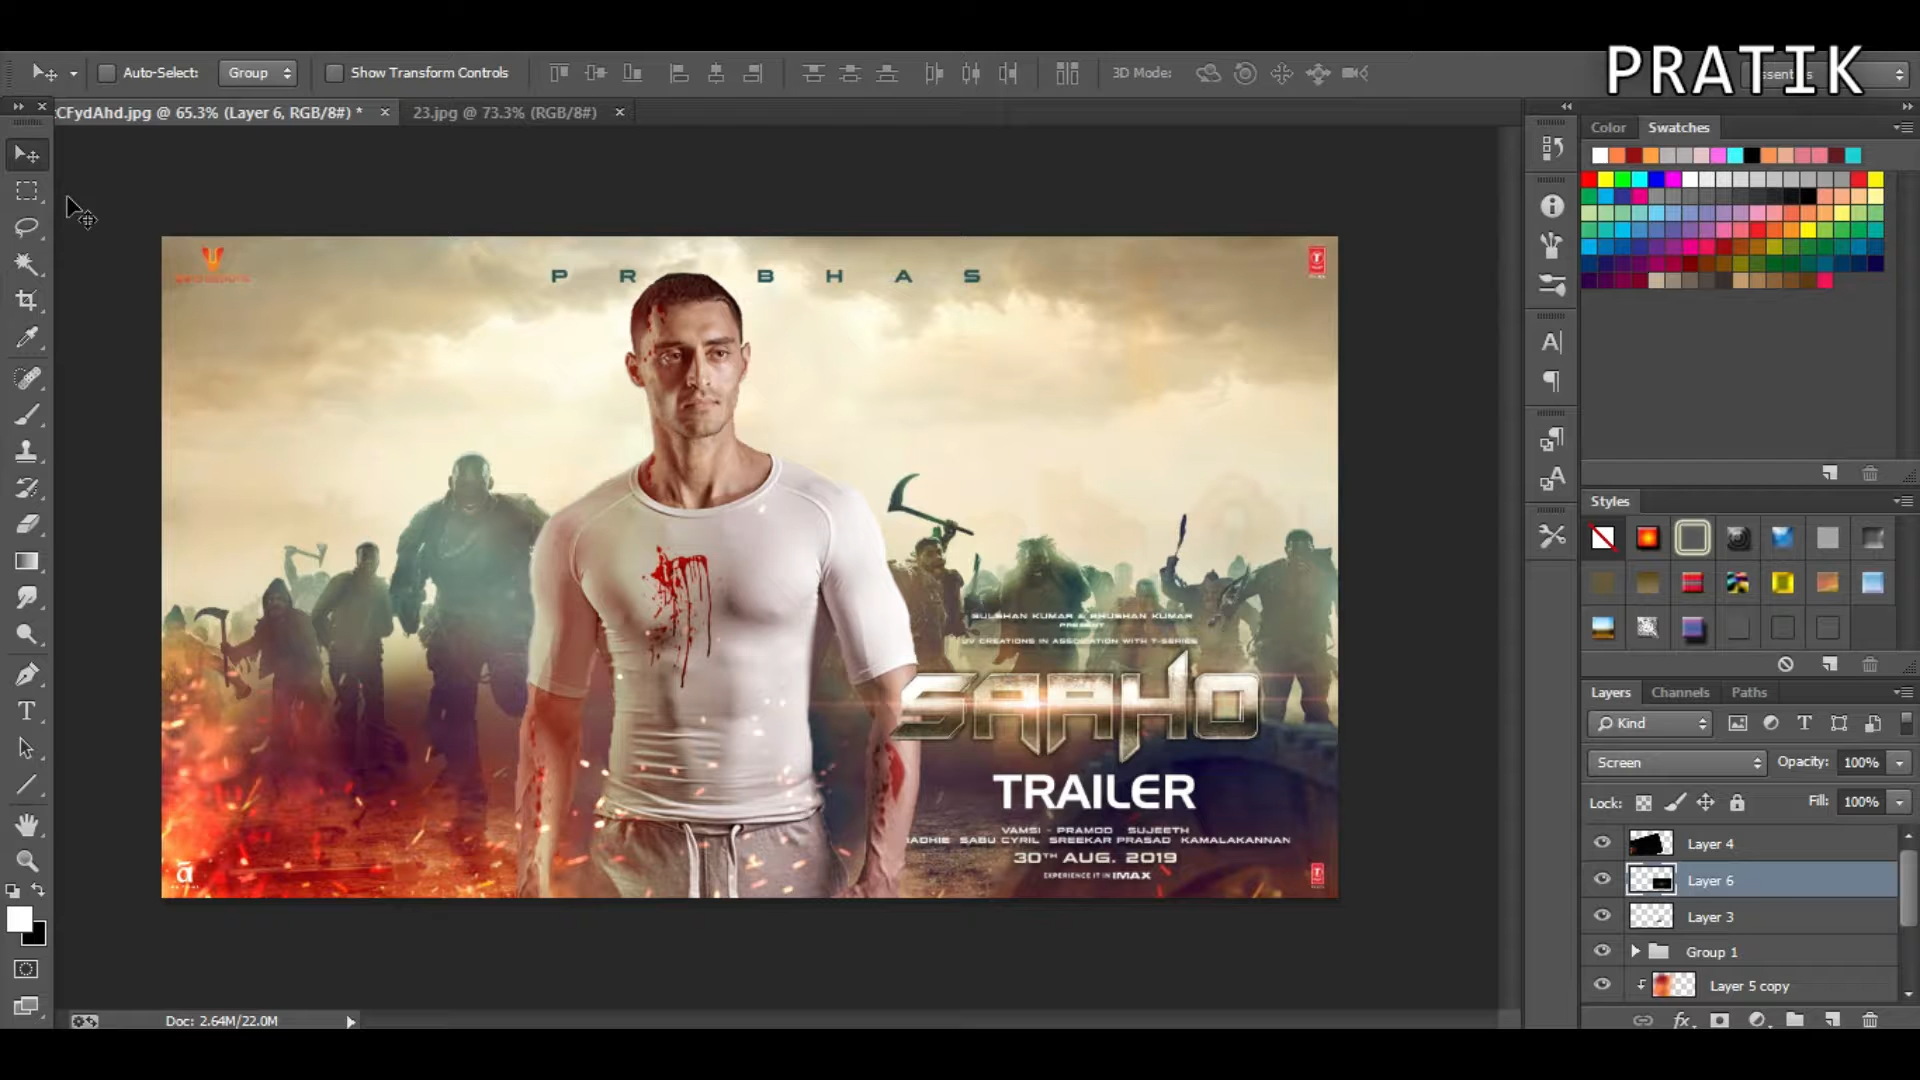 PRATIK
Auto-Select:
Group
Show Transform Controls
3D Mode:
CFydAhd.jpg @ 65.3% (Layer 6, RGB/8#) *
23.jpg @ 73.3% (RGB/8#)
Color
Swatches
P R BHAS
Styles
GULSHAN KUMAR & BHUSHAN KUMAR
PRESENT
UV CREATIONS IN ASSOCIATION WITH T-SERIES
SAAHO
TRAILER
VAMSI - PRAMOD SUJEETH
SABU CYRIL SREEKAR PRASAD KAMALAKANNAN
30TH AUG. 2019
EXPERIENCE IT IN IMAX
Layers
Channels
Paths
Kind
Screen
Opacity:
100%
Lock:
Fill:
100%
Layer 4
Layer 6
Layer 3
Group 1
Layer 5 copy
Doc: 2.64M/22.0M